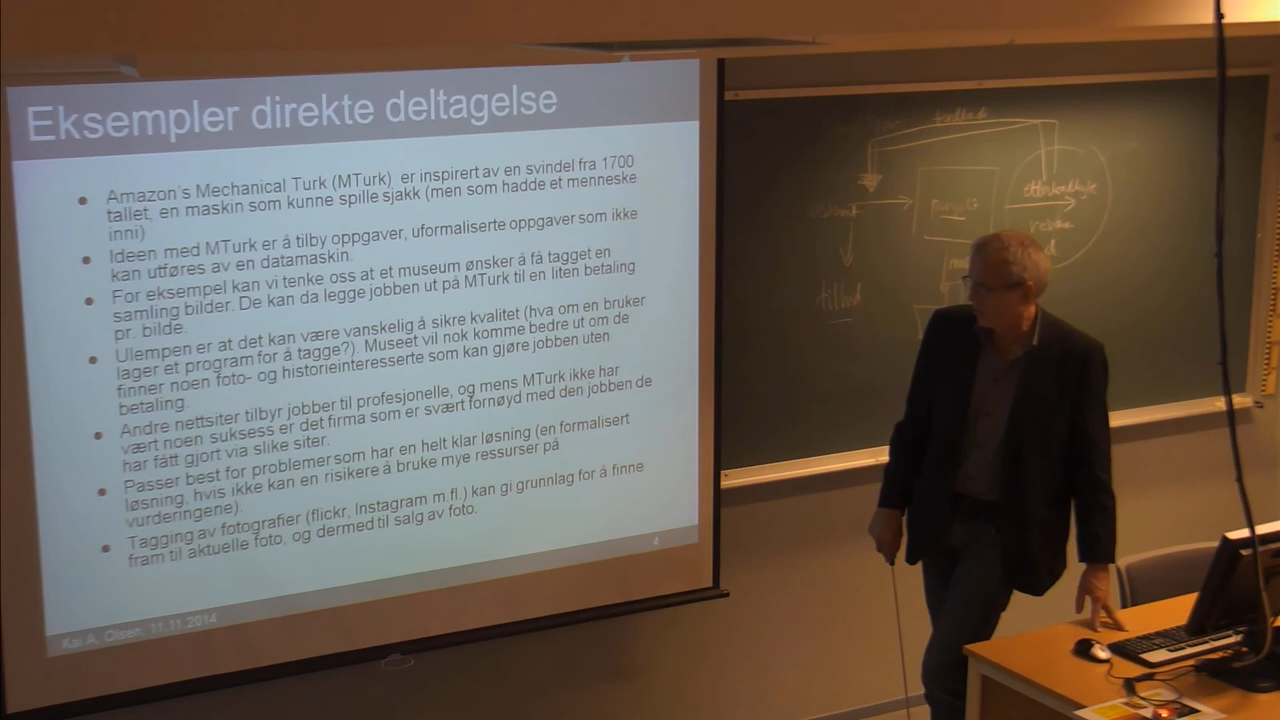 Eksempler direkte deltagelse
Amazon's Mechanical Turk (MTurk) er inspirert av en svindel fra 1700
tallet, en maskin som kunne spille sjakk (men som hadde et menneske
inni)
Ideen med MTurk er å tilby oppgaver, uformaliserte oppgaver som ikke
kan utføres av en datamaskin.
For eksempel kan vi tenke oss at et museum ønsker å få tagget en
samling bilder. De kan da legge jobben ut på MTurk til en liten betaling
pr. bilde.
Ulempen er at det kan være vanskelig å sikre kvalitet (hva om en bruker
lager et program for å tagge?). Museet vil nok komme bedre ut om de
finner noen foto- og historieinteresserte som kan gjøre jobben uten
betaling.
Andre nettsiter tilbyr jobber til profesjonelle, og mens MTurk ikke har
vært noen suksess er det firma som er svært fornøyd med den jobben de
har fått gjort via slike siter.
Passer best for problemer som har en helt klar løsning (en formalisert
løsning, hvis ikke kan en risikere å bruke mye ressurser på
vurderingene).
Tagging av fotografier (flickr, Instagram m.fl.) kan gi grunnlag for å finne
fram til aktuelle foto, og dermed til salg av foto.
4
Kai A. Olsen, 11.11.2014
tilbud